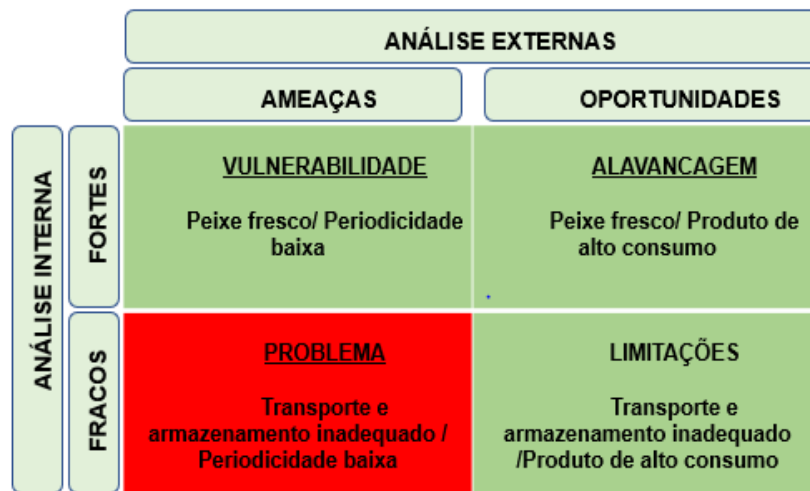 ANÁLISE EXTERNAS
AMEAÇAS
OPORTUNIDADES
ANÁLISE INTERNA
FORTES
VULNERABILIDADE
Peixe fresco/ Periodicidade
baixa
ALAVANCAGEM
Peixe fresco/ Produto de
alto consumo
FRACOS
PROBLEMA
Transporte e
armazenamento inadequado /
Periodicidade baixa
LIMITAÇÕES
Transporte e
armazenamento inadequado
/Produto de alto consumo